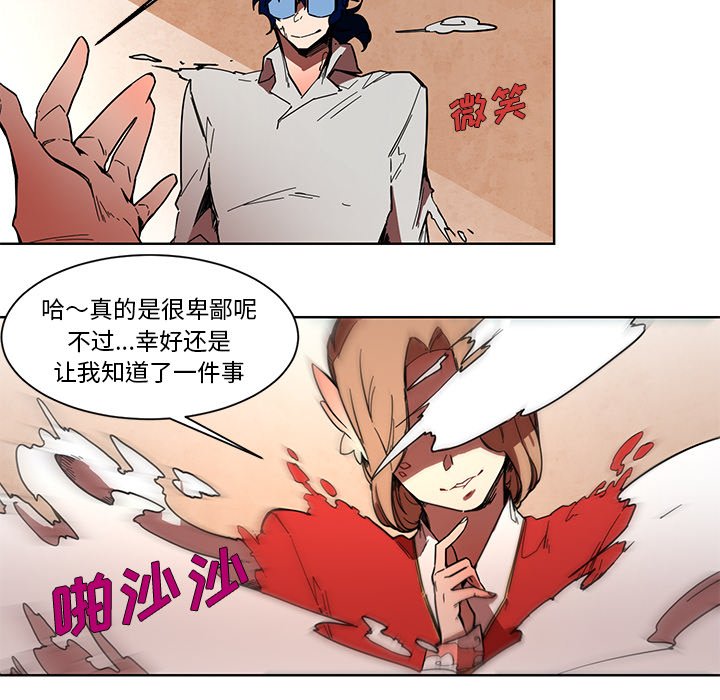 微笑
哈～真的是很卑鄙呢
不过...幸好还是
让我知道了一件事
啪沙沙